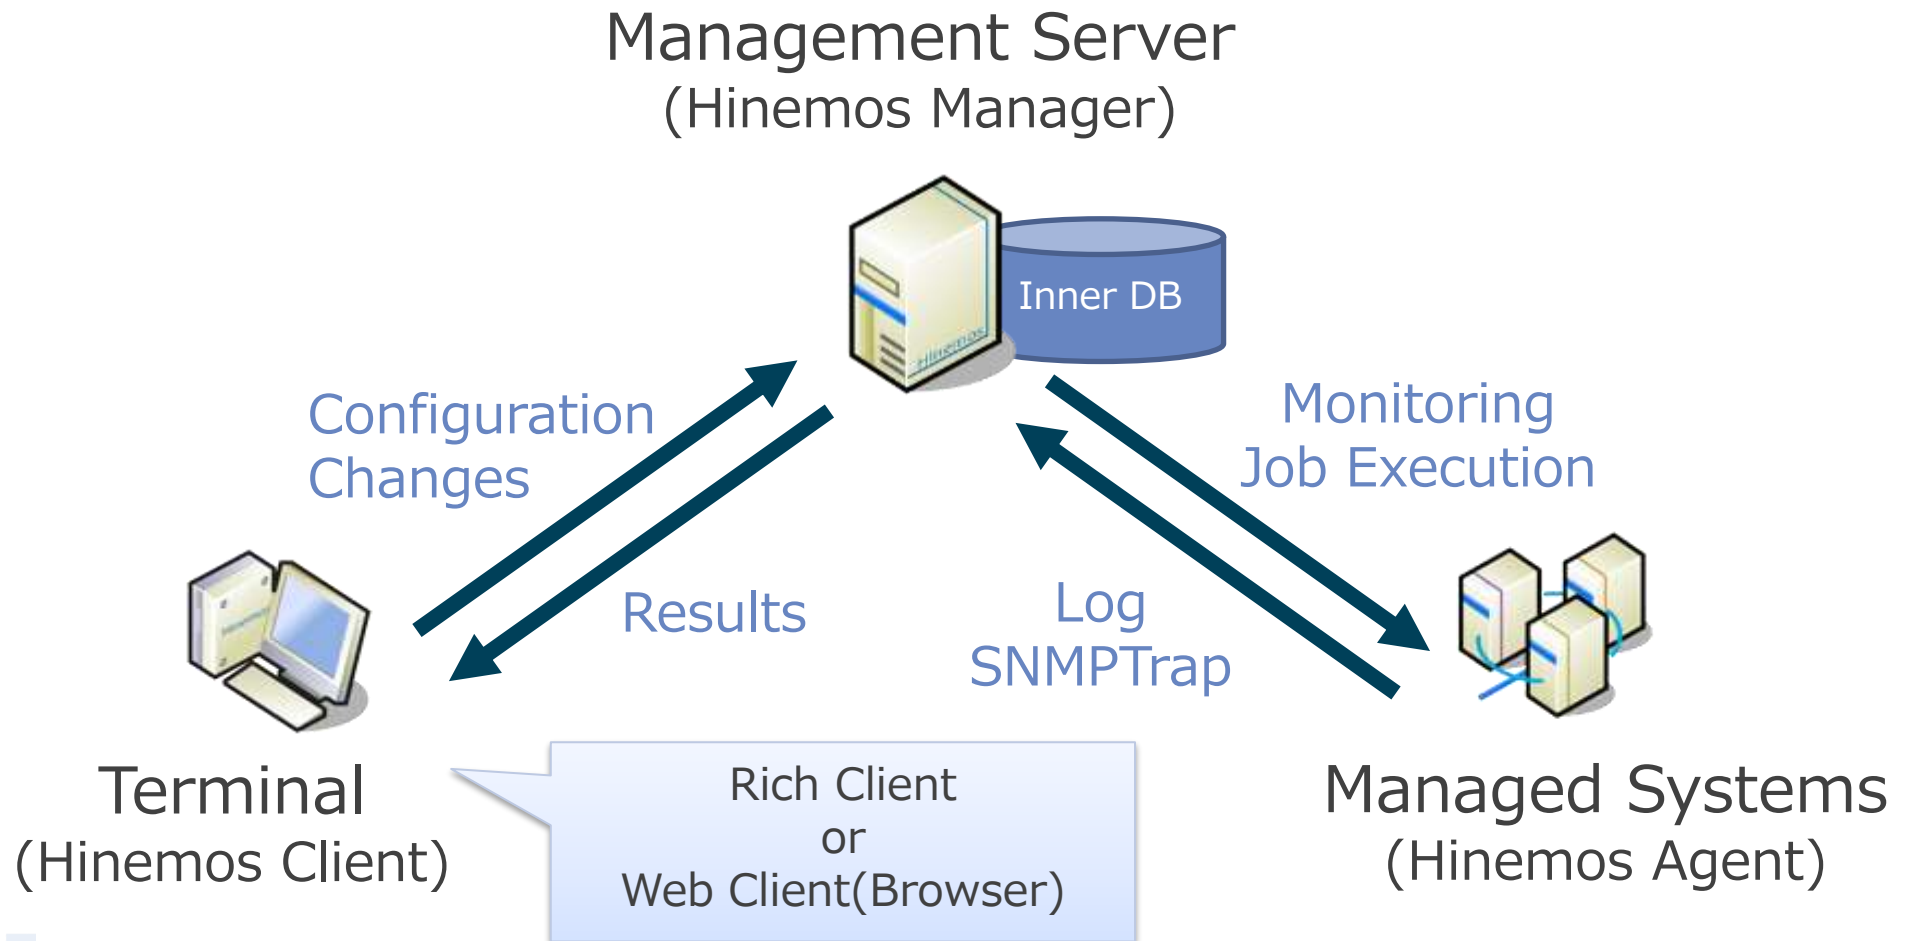 Management Server
(Hinemos Manager)
Inner DB
Hinemos
Configuration
Changes
Monitoring
Job Execution
Results
Log
SNMPTrap
Terminal
(Hinemos Client)
Rich Client
or
Web Client(Browser)
Managed Systems
(Hinemos Agent)